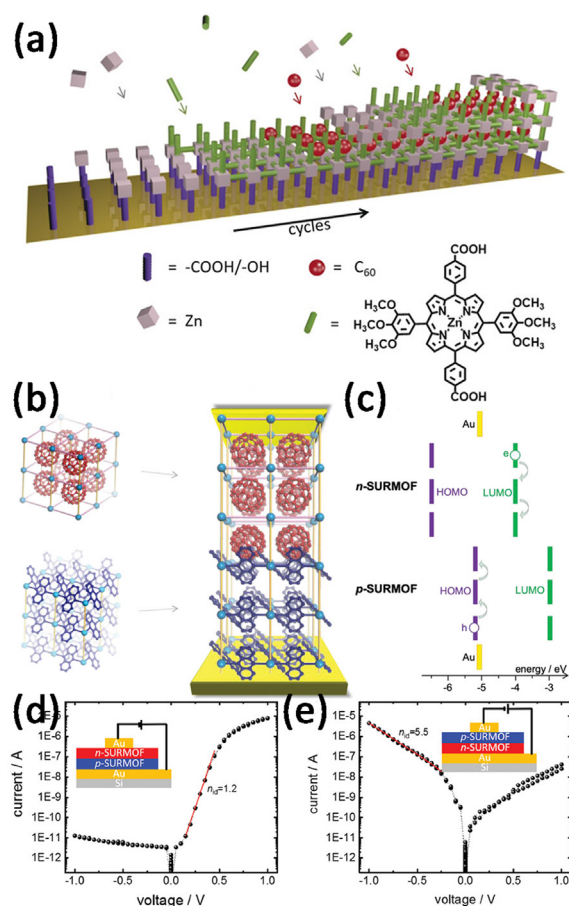 (a)
C60
C60
cycles
= -COOH/-OH
= C60
= Zn
=
COOH
H3CO
H3CO
H3CO
OCH3
OCH3
OCH3
N
N
Zn
N
N
COOH
(b)
(c)
Au
n-SURMOF
e
HOMO
LUMO
p-SURMOF
HOMO
LUMO
h
Au
energy / eV
-6 -5 -4 -3
(d)
1E-5
1E-6
1E-7
1E-8
1E-9
1E-10
1E-11
1E-12
current / A
Au
n-SURMOF
p-SURMOF
Au
Si
nid=1.2
-1.0 -0.5 0.0 0.5 1.0
voltage / V
(e)
1E-5
1E-6
1E-7
1E-8
1E-9
1E-10
1E-11
1E-12
current / A
nid=5.5
Au
p-SURMOF
n-SURMOF
Au
Si
-1.0 -0.5 0.0 0.5 1.0
voltage / V